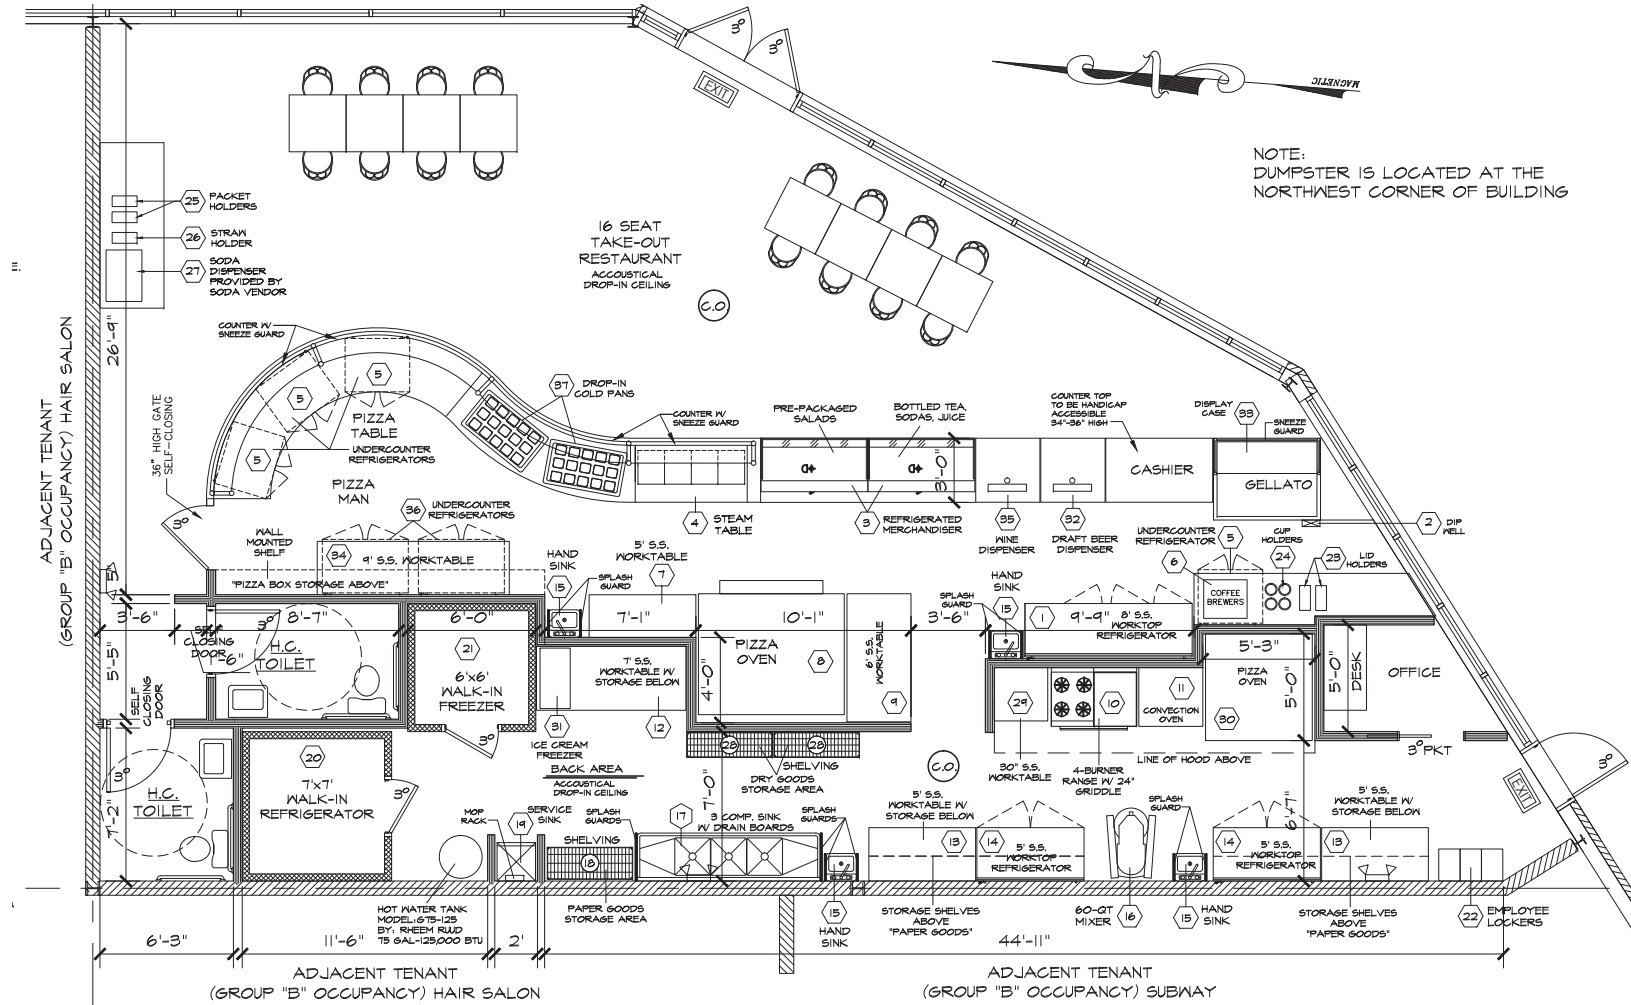 3⁰
3⁰
EXIT
MAGNETIC
NOTE:
DUMPSTER IS LOCATED AT THE
NORTHWEST CORNER OF BUILDING
25
PACKET
HOLDERS
26
STRAW
HOLDER
27
SODA
DISPENSER
PROVIDED BY
SODA VENDOR
16 SEAT
TAKE-OUT
RESTAURANT
ACCOUSTICAL
DROP-IN CEILING
C.O.
26'-9"
ADJACENT TENANT
(GROUP "B" OCCUPANCY) HAIR SALON
COUNTER W/
SNEEZE GUARD
5
5
5
PIZZA
TABLE
UNDERCOUNTER
REFRIGERATORS
PIZZA
MAN
36" HIGH GATE
SELF-CLOSING
3⁰
37
DROP-IN
COLD PANS
COUNTER W/
SNEEZE GUARD
PRE-PACKAGED
SALADS
BOTTLED TEA,
SODAS, JUICE
COUNTER TOP
TO BE HANDICAP
ACCESSIBLE
34"-36" HIGH
DISPLAY
CASE
33
SNEEZE
GUARD
3'-0"
CASHIER
GELLATO
4
STEAM
TABLE
3
REFRIGERATED
MERCHANDISER
35
WINE
DISPENSER
32
DRAFT BEER
DISPENSER
2
DIP
WELL
36
UNDERCOUNTER
REFRIGERATORS
WALL
MOUNTED
SHELF
34
9' S.S. WORKTABLE
"PIZZA BOX STORAGE ABOVE"
HAND
SINK
15
SPLASH
GUARD
5' S.S.
WORKTABLE
7
UNDERCOUNTER
REFRIGERATOR
5
6
CUP
HOLDERS
24
23
LID
HOLDERS
COFFEE
BREWERS
HAND
SINK
15
SPLASH
GUARD
1
9'-9"
8' S.S.
WORKTOP
REFRIGERATOR
5"
3'-6"
8'-7"
6'-0"
7'-1"
10'-1"
3'-6"
5'-5"
SELF
CLOSING
DOOR
3⁰
H.C.
TOILET
21
6'x6'
WALK-IN
FREEZER
3⁰
7' S.S.
WORKTABLE W/
STORAGE BELOW
4'-0"
PIZZA
OVEN
8
6' S.S.
WORKTABLE
9
31
ICE CREAM
FREEZER
12
29
10
11
CONVECTION
OVEN
5'-3"
PIZZA
OVEN
30
5'-0"
5'-0"
DESK
OFFICE
3⁰ PKT
SELF
CLOSING
DOOR
3⁰
H.C.
TOILET
7'-2"
20
7'x7'
WALK-IN
REFRIGERATOR
3⁰
BACK AREA
ACCOUSTICAL
DROP-IN CEILING
28
28
SHELVING
DRY GOODS
STORAGE AREA
C.O.
30" S.S.
WORKTABLE
4-BURNER
RANGE W/ 24"
GRIDDLE
LINE OF HOOD ABOVE
3⁰
EXIT
MOP
RACK
19
SERVICE
SINK
SPLASH
GUARDS
SHELVING
18
17
3 COMP. SINK
W/ DRAIN BOARDS
7'-0"
SPLASH
GUARDS
5' S.S.
WORKTABLE W/
STORAGE BELOW
13
14
5' S.S.
WORKTOP
REFRIGERATOR
SPLASH
GUARD
14
5' S.S.
WORKTOP
REFRIGERATOR
6'-7"
5' S.S.
WORKTABLE W/
STORAGE BELOW
13
HOT WATER TANK
MODEL:G75-125
BY: RHEEM RUUD
75 GAL-125,000 BTU
PAPER GOODS
STORAGE AREA
15
HAND
SINK
STORAGE SHELVES
ABOVE
"PAPER GOODS"
60-QT
MIXER
16
15
HAND
SINK
STORAGE SHELVES
ABOVE
"PAPER GOODS"
22
EMPLOYEE
LOCKERS
6'-3"
11'-6"
2'
44'-11"
ADJACENT TENANT
(GROUP "B" OCCUPANCY) HAIR SALON
ADJACENT TENANT
(GROUP "B" OCCUPANCY) SUBWAY